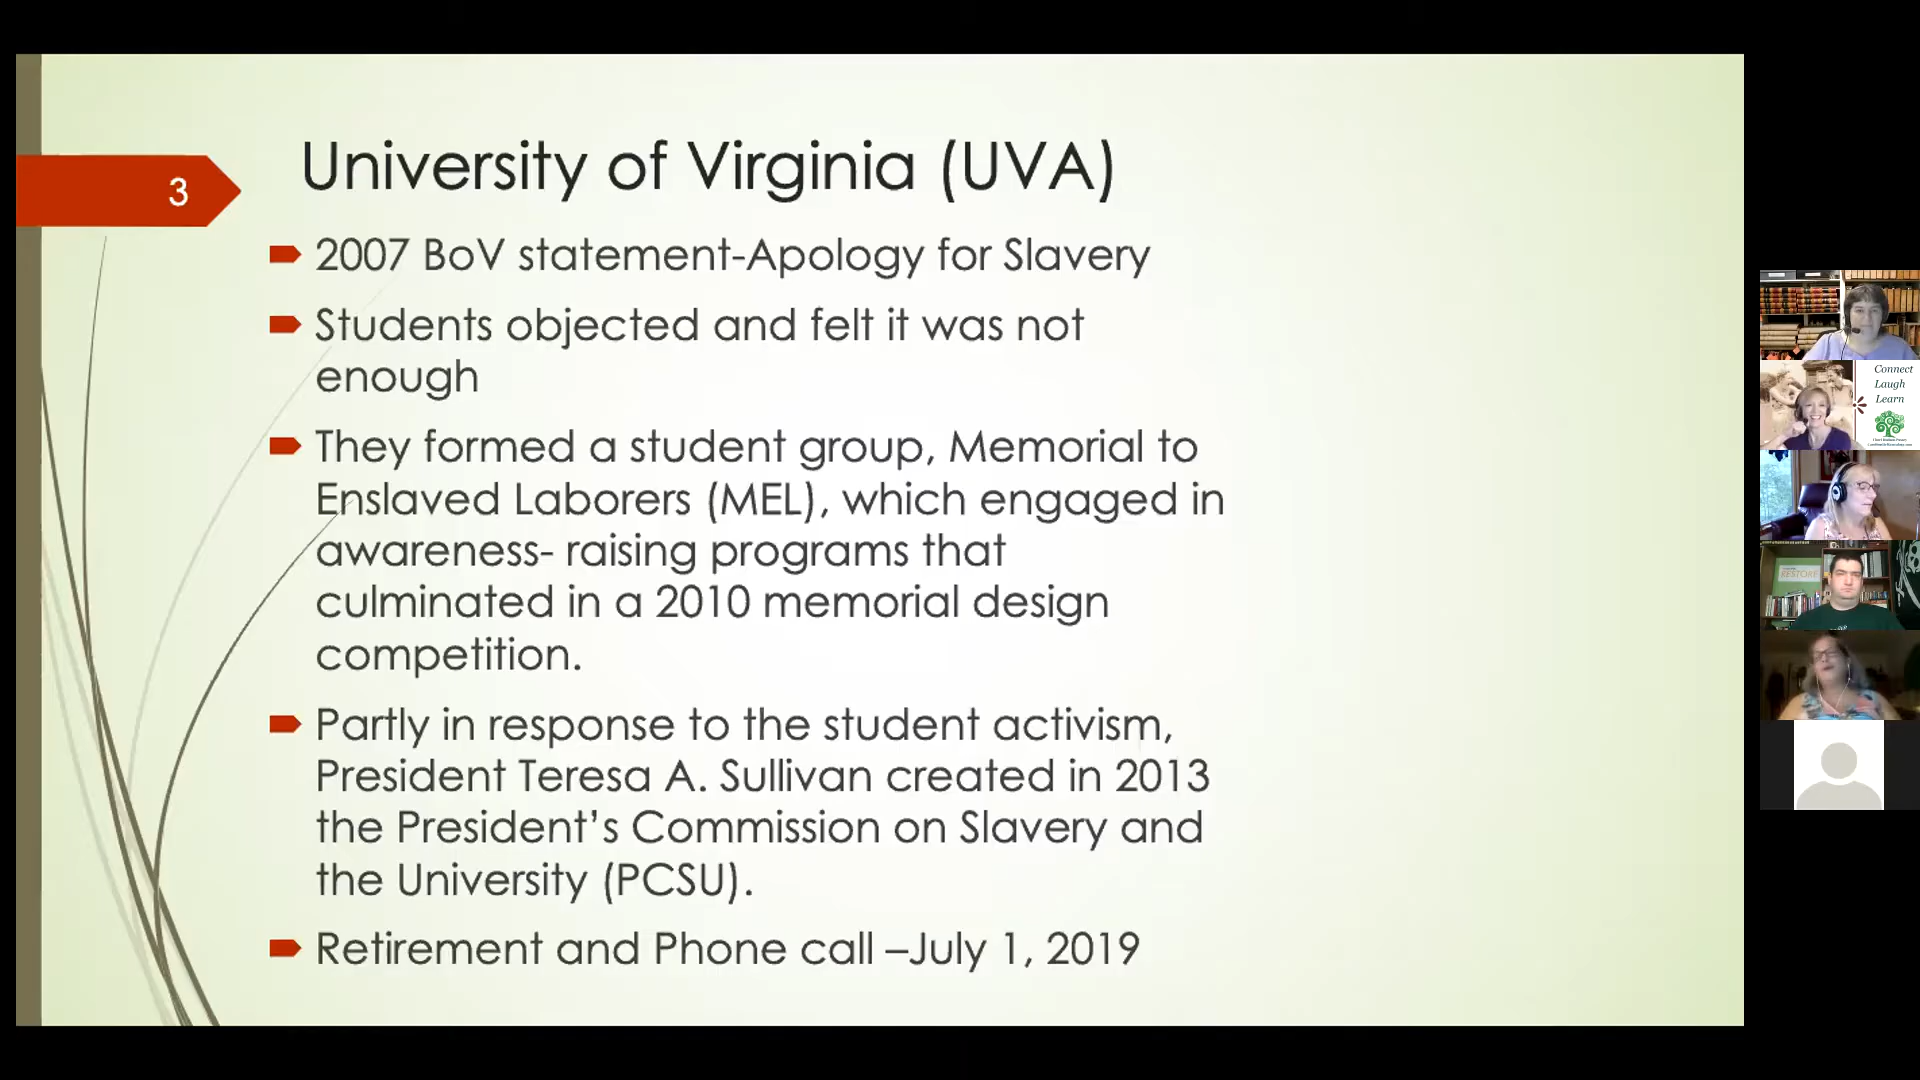 3
University of Virginia (UVA)
2007 BoV statement-Apology for Slavery
Students objected and felt it was not
enough
They formed a student group, Memorial to
Enslaved Laborers (MEL), which engaged in
awareness- raising programs that
culminated in a 2010 memorial design
competition.
Partly in response to the student activism,
President Teresa A. Sullivan created in 2013
the President’s Commission on Slavery and
the University (PCSU).
Retirement and Phone call –July 1, 2019
Connect
Laugh
Learn
RESTORE